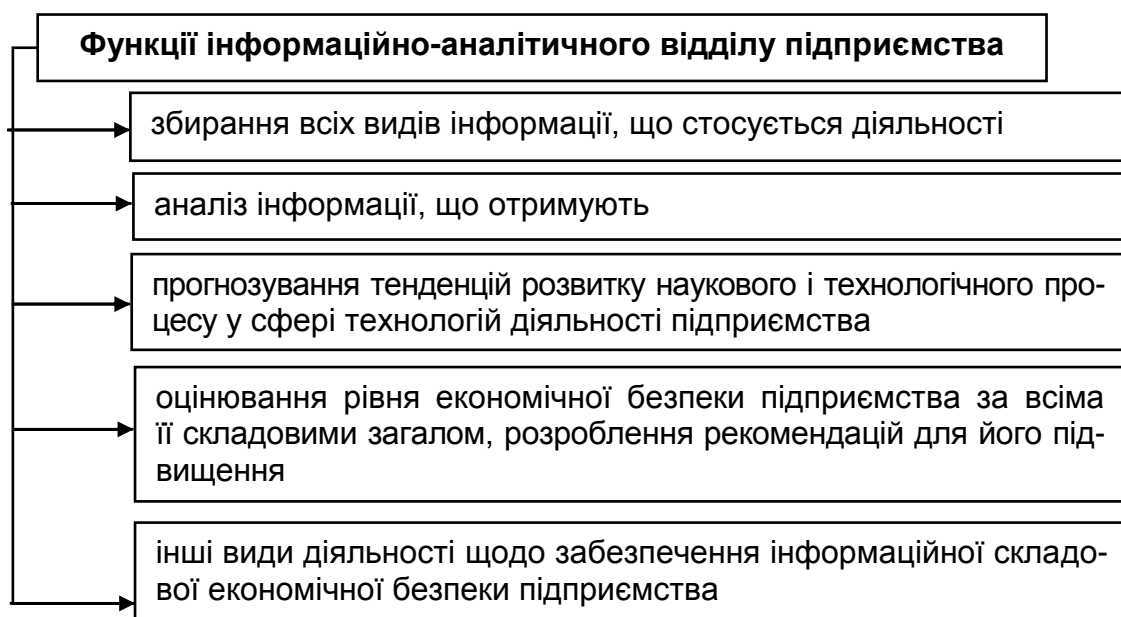 Функції інформаційно-аналітичного відділу підприємства
збирання всіх видів інформації, що стосується діяльності
аналіз інформації, що отримують
прогнозування тенденцій розвитку наукового і технологічного про-
цесу у сфері технологій діяльності підприємства
оцінювання рівня економічної безпеки підприємства за всіма
її складовими загалом, розроблення рекомендацій для його під-
вищення
інші види діяльності щодо забезпечення інформаційної складо-
вої економічної безпеки підприємства